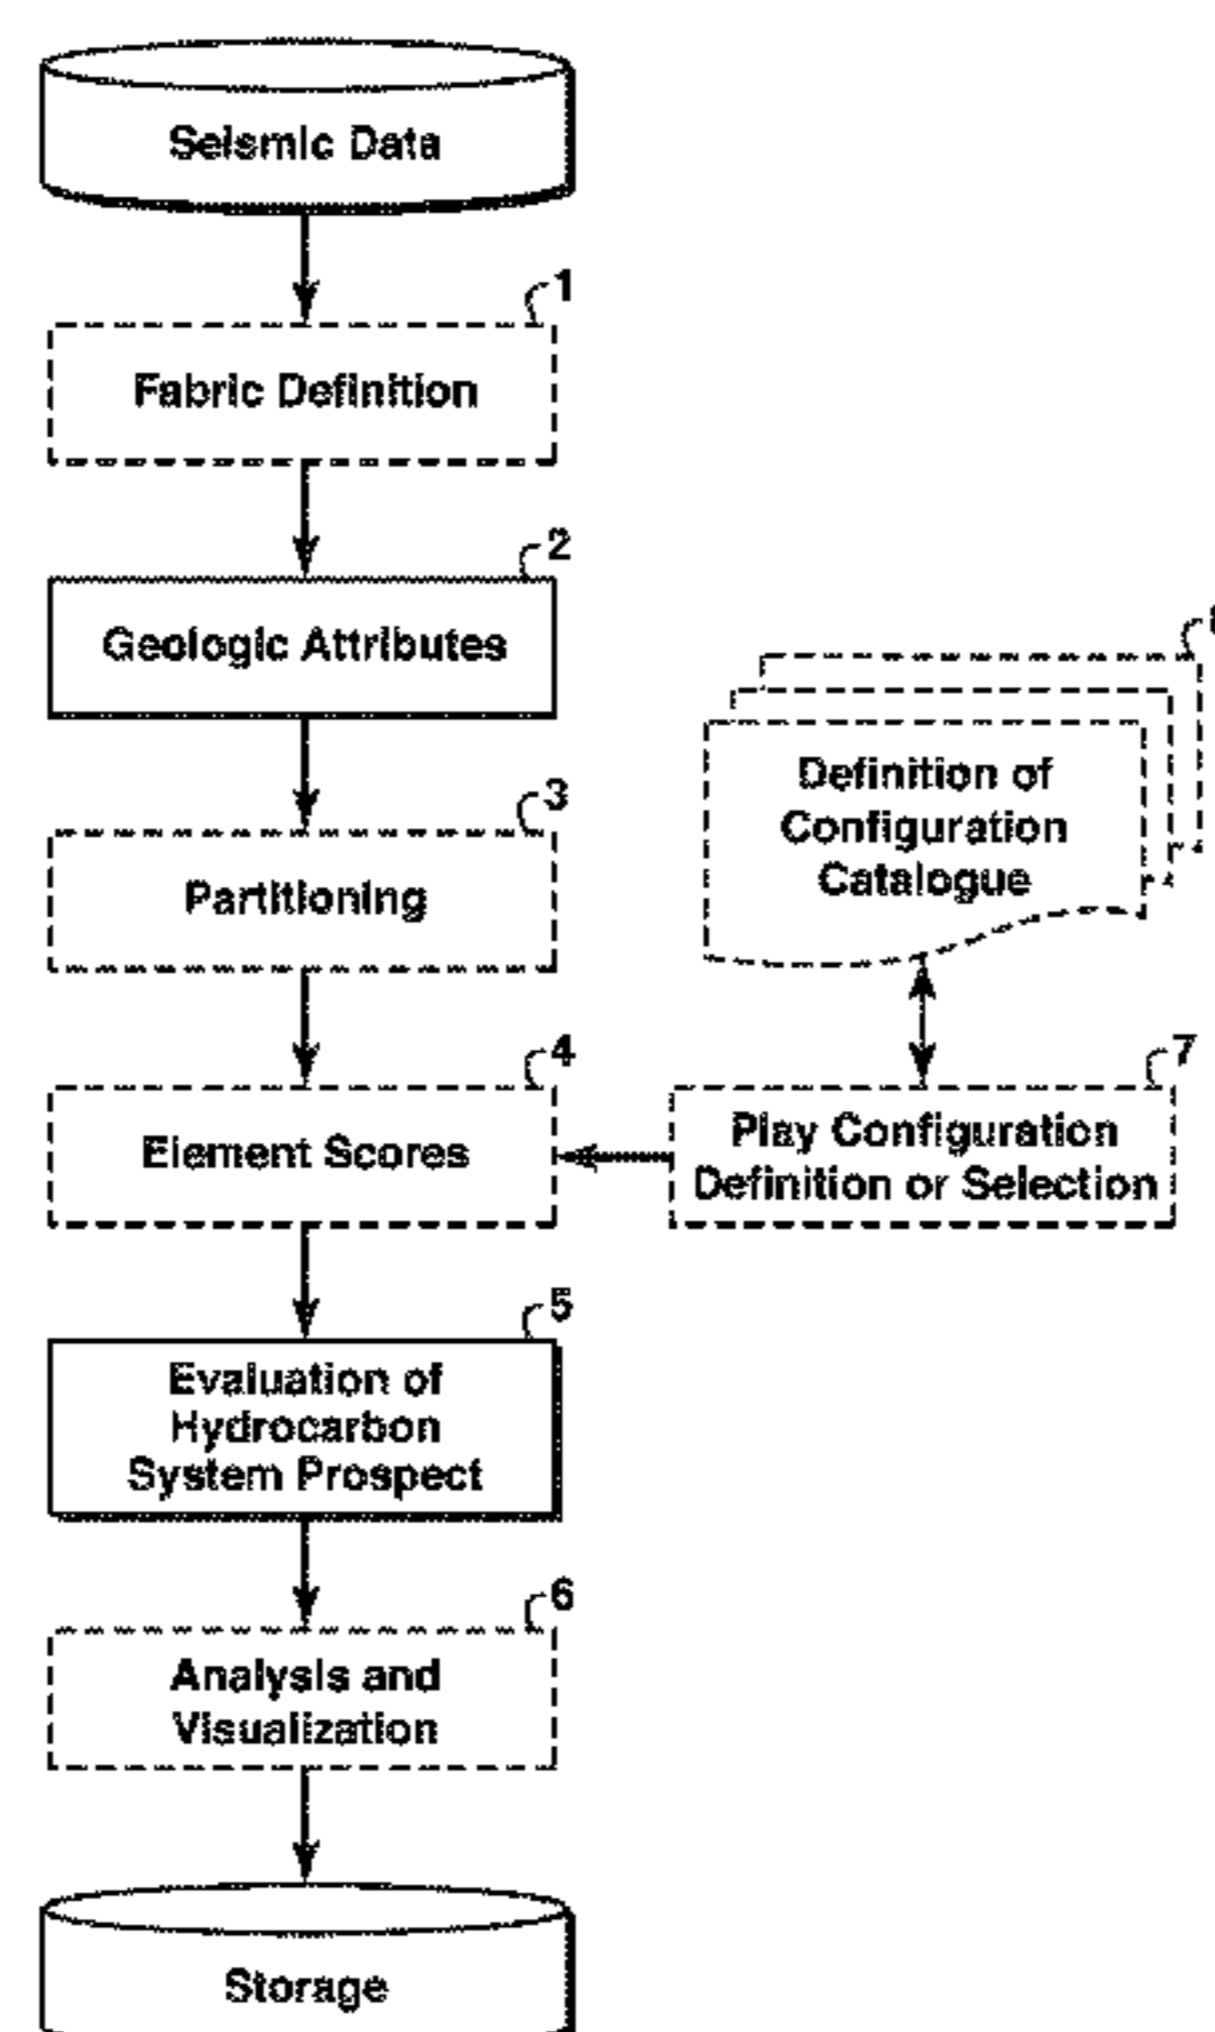 Seismic Data
1
Fabric Definition
2
Geologic Attributes
3
Partitioning
4
Element Scores
5
Evaluation of
Hydrocarbon
System Prospect
6
Analysis and
Visualization
Storage
Definition of
Configuration
Catalogue
7
Play Configuration
Definition or Selection